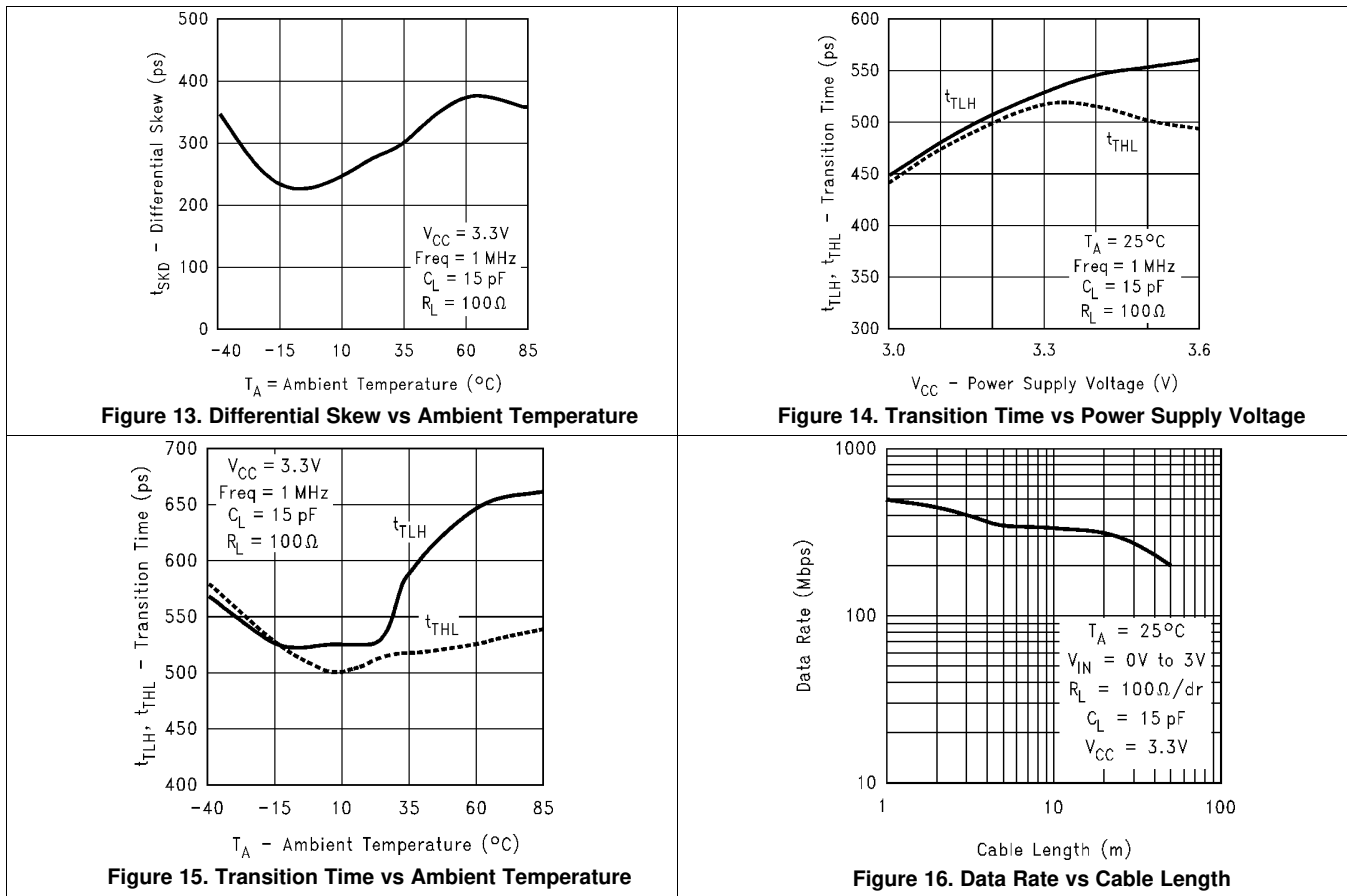 500
400
300
200
100
0
t_SKD – Differential Skew (ps)
V_CC = 3.3V
Freq = 1 MHz
C_L = 15 pF
R_L = 100Ω
-40 -15 10 35 60 85
T_A = Ambient Temperature (°C)
Figure 13. Differential Skew vs Ambient Temperature
600
550
500
450
400
350
300
t_TLH, t_THL – Transition Time (ps)
t_TLH
t_THL
T_A = 25°C
Freq = 1 MHz
C_L = 15 pF
R_L = 100Ω
3.0 3.3 3.6
V_CC – Power Supply Voltage (V)
Figure 14. Transition Time vs Power Supply Voltage
700
650
600
550
500
450
400
t_TLH, t_THL – Transition Time (ps)
V_CC = 3.3V
Freq = 1 MHz
C_L = 15 pF
R_L = 100Ω
t_TLH
t_THL
-40 -15 10 35 60 85
T_A – Ambient Temperature (°C)
Figure 15. Transition Time vs Ambient Temperature
1000
100
10
Data Rate (Mbps)
T_A = 25°C
V_IN = 0V to 3V
R_L = 100Ω/dr
C_L = 15 pF
V_CC = 3.3V
1 10 100
Cable Length (m)
Figure 16. Data Rate vs Cable Length